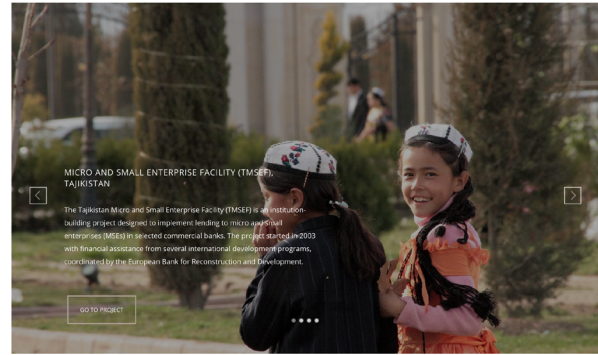 MICRO AND SMALL ENTERPRISE FACILITY (TMSEF),
TAJIKISTAN
The Tajikistan Micro and Small Enterprise Facility (TMSEF) is an institution-
building project designed to implement lending to micro and small
enterprises (MSEs) in selected commercial banks. The project started in 2003
with financial assistance from several international development programs,
coordinated by the European Bank for Reconstruction and Development.
GO TO PROJECT